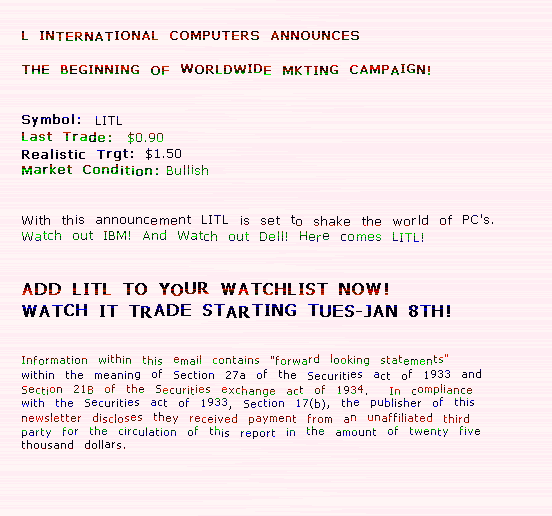 L INTERNATIONAL COMPUTERS ANNOUNCES
THE BEGINNING OF WORLDWIDE MKTING CAMPAIGN!
Symbol: LITL
Last Trade: $0.90
Realistic Trgt: $1.50
Market Condition: Bullish
With this announcement LITL is set to shake the world of PC's.
Watch out IBM! And Watch out Dell! Here comes LITL!
ADD LITL TO YOUR WATCHLIST NOW!
WATCH IT TRADE STARTING TUES-JAN 8TH!
Information within this email contains "forward looking statements"
within the meaning of Section 27a of the Securities act of 1933 and
Section 21B of the Securities exchange act of 1934. In compliance
with the Securities act of 1933, Section 17(b), the publisher of this
newsletter discloses they received payment from an unaffiliated third
party for the circulation of this report in the amount of twenty five
thousand dollars.